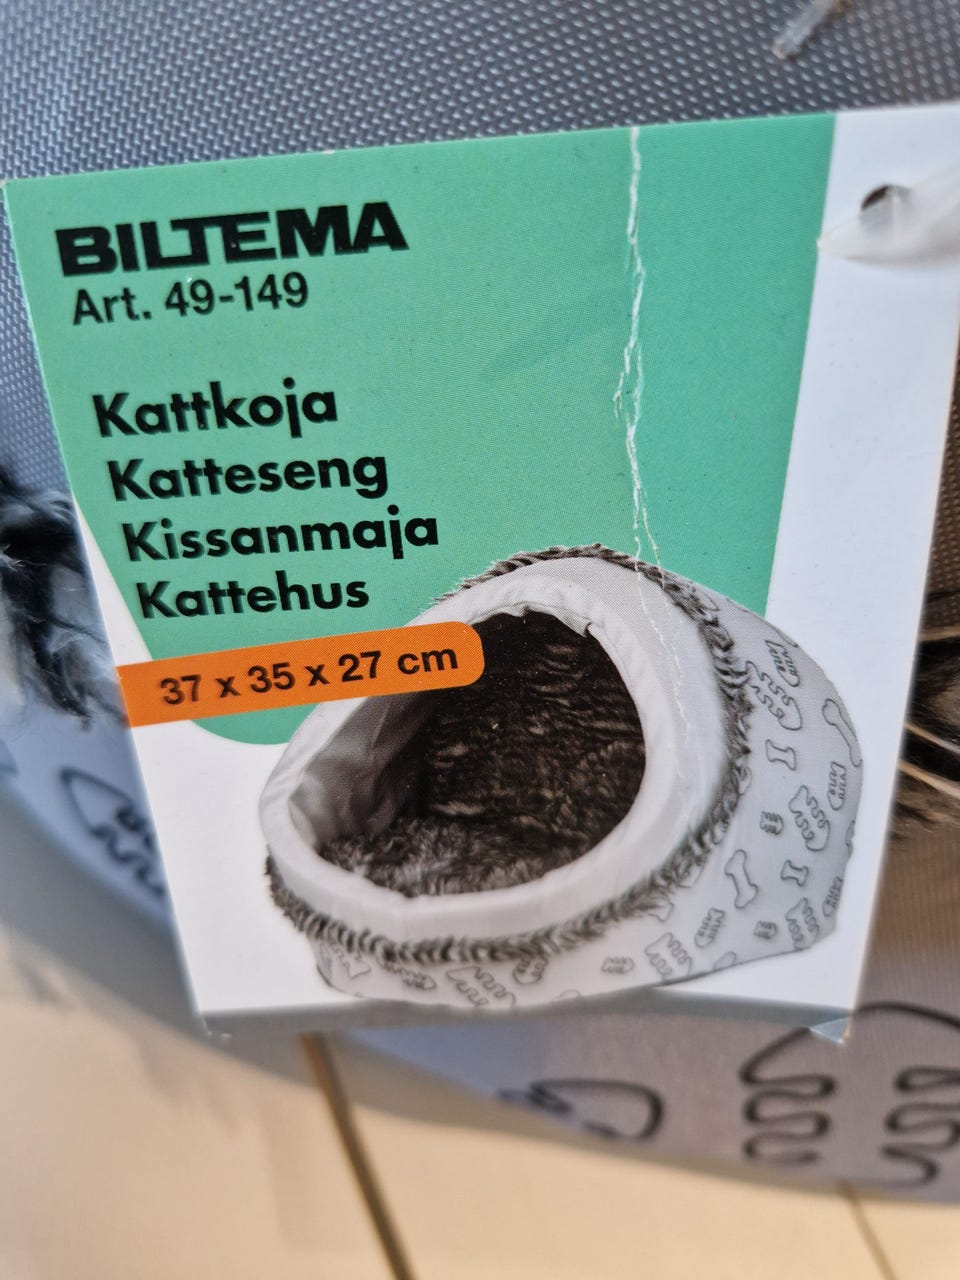 BILTEMA
Art. 49-149
Kattkoja
Katteseng
Kissanmaja
Kattehus
37 x 35 x 27 cm